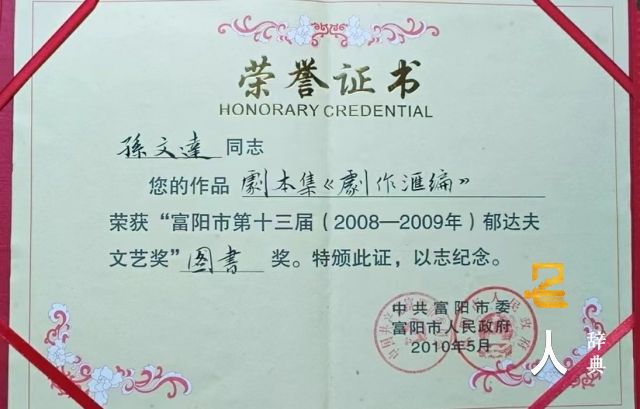 荣誉证书
HONORARY CREDENTIAL
孫文達 同志
您的作品 劇本集《劇作滙編》
荣获“富阳市第十三届（2008—2009年）郁达夫
文艺奖”圖書 奖。特颁此证，以志纪念。
中共富阳市委
富阳市人民政府
2010年5月
人
辞典